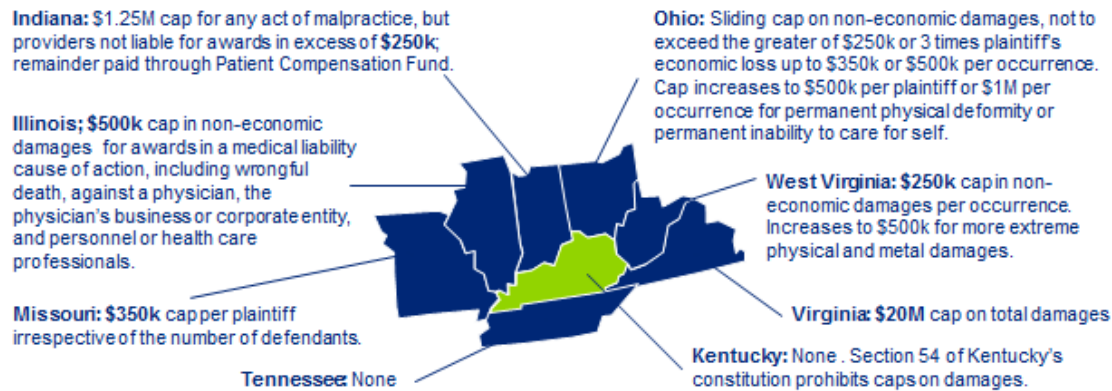 Indiana: $1.25M cap for any act of malpractice, but
providers not liable for awards in excess of $250k;
remainder paid through Patient Compensation Fund.
Ohio: Sliding cap on non-economic damages, not to
exceed the greater of $250k or 3 times plaintiff's
economic loss up to $350k or $500k per occurrence.
Cap increases to $500k per plaintiff or $1M per
occurrence for permanent physical deformity or
permanent inability to care for self.
Illinois; $500k cap in non-economic
damages for awards in a medical liability
cause of action, including wrongful
death, against a physician, the
physician's business or corporate entity,
and personnel or health care
professionals.
West Virginia: $250k cap in non-
economic damages per occurrence.
Increases to $500k for more extreme
physical and metal damages.
Missouri: $350k cap per plaintiff
irrespective of the number of defendants.
Virginia: $20M cap on total damages
Tennessee: None
Kentucky: None . Section 54 of Kentucky's
constitution prohibits caps on damages.